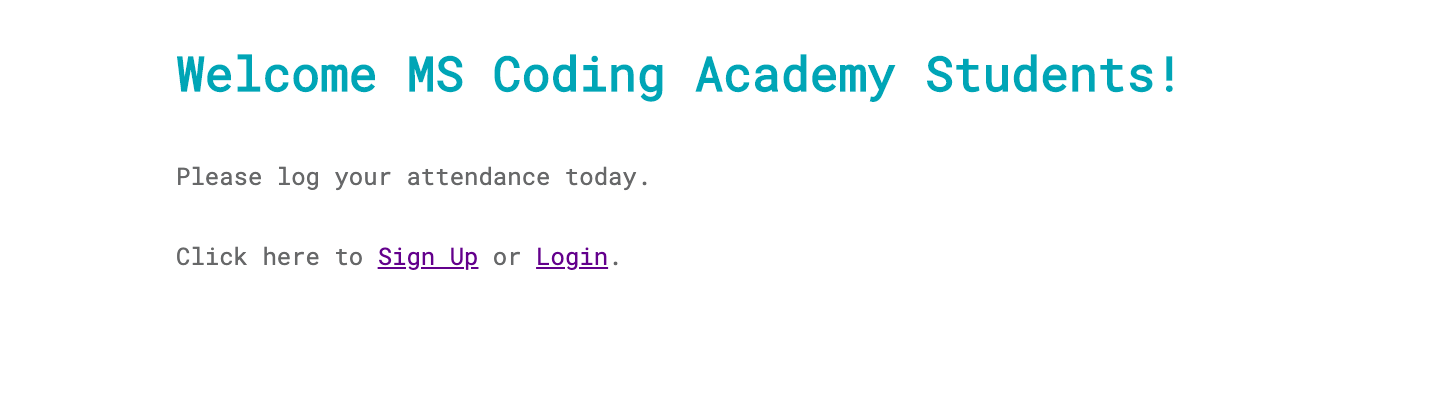 Welcome MS Coding Academy Students!
Please log your attendance today.
Click here to Sign Up or Login.